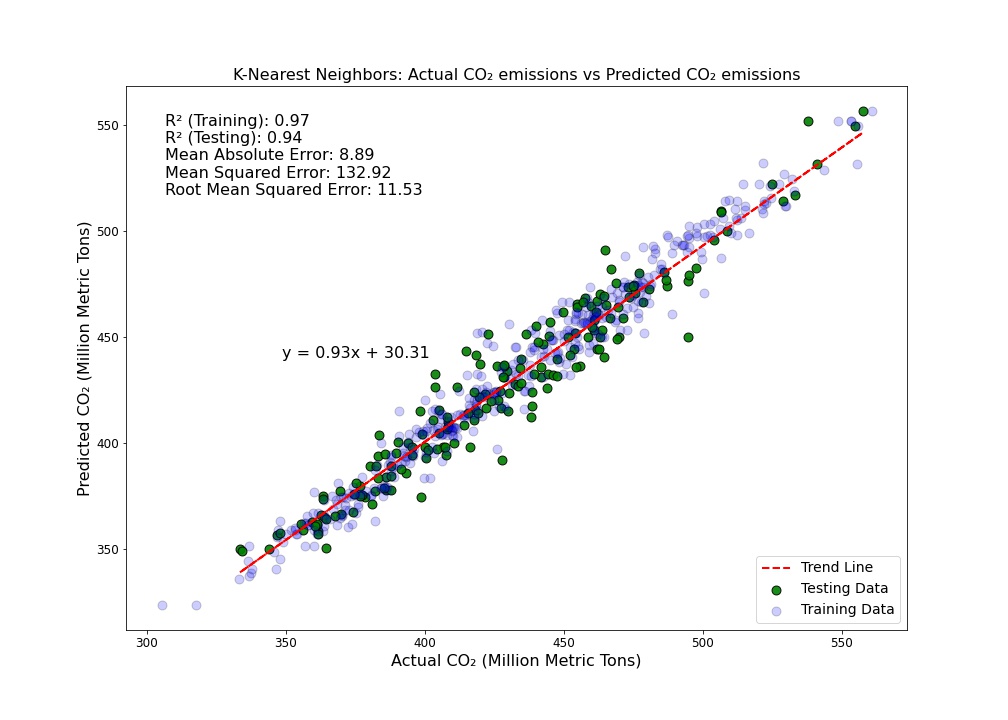 K-Nearest Neighbors: Actual CO₂ emissions vs Predicted CO₂ emissions
R² (Training): 0.97
R² (Testing): 0.94
Mean Absolute Error: 8.89
Mean Squared Error: 132.92
Root Mean Squared Error: 11.53
y = 0.93x + 30.31
Predicted CO₂ (Million Metric Tons)
550
500
450
400
350
300 350 400 450 500 550
Actual CO₂ (Million Metric Tons)
Trend Line
Testing Data
Training Data